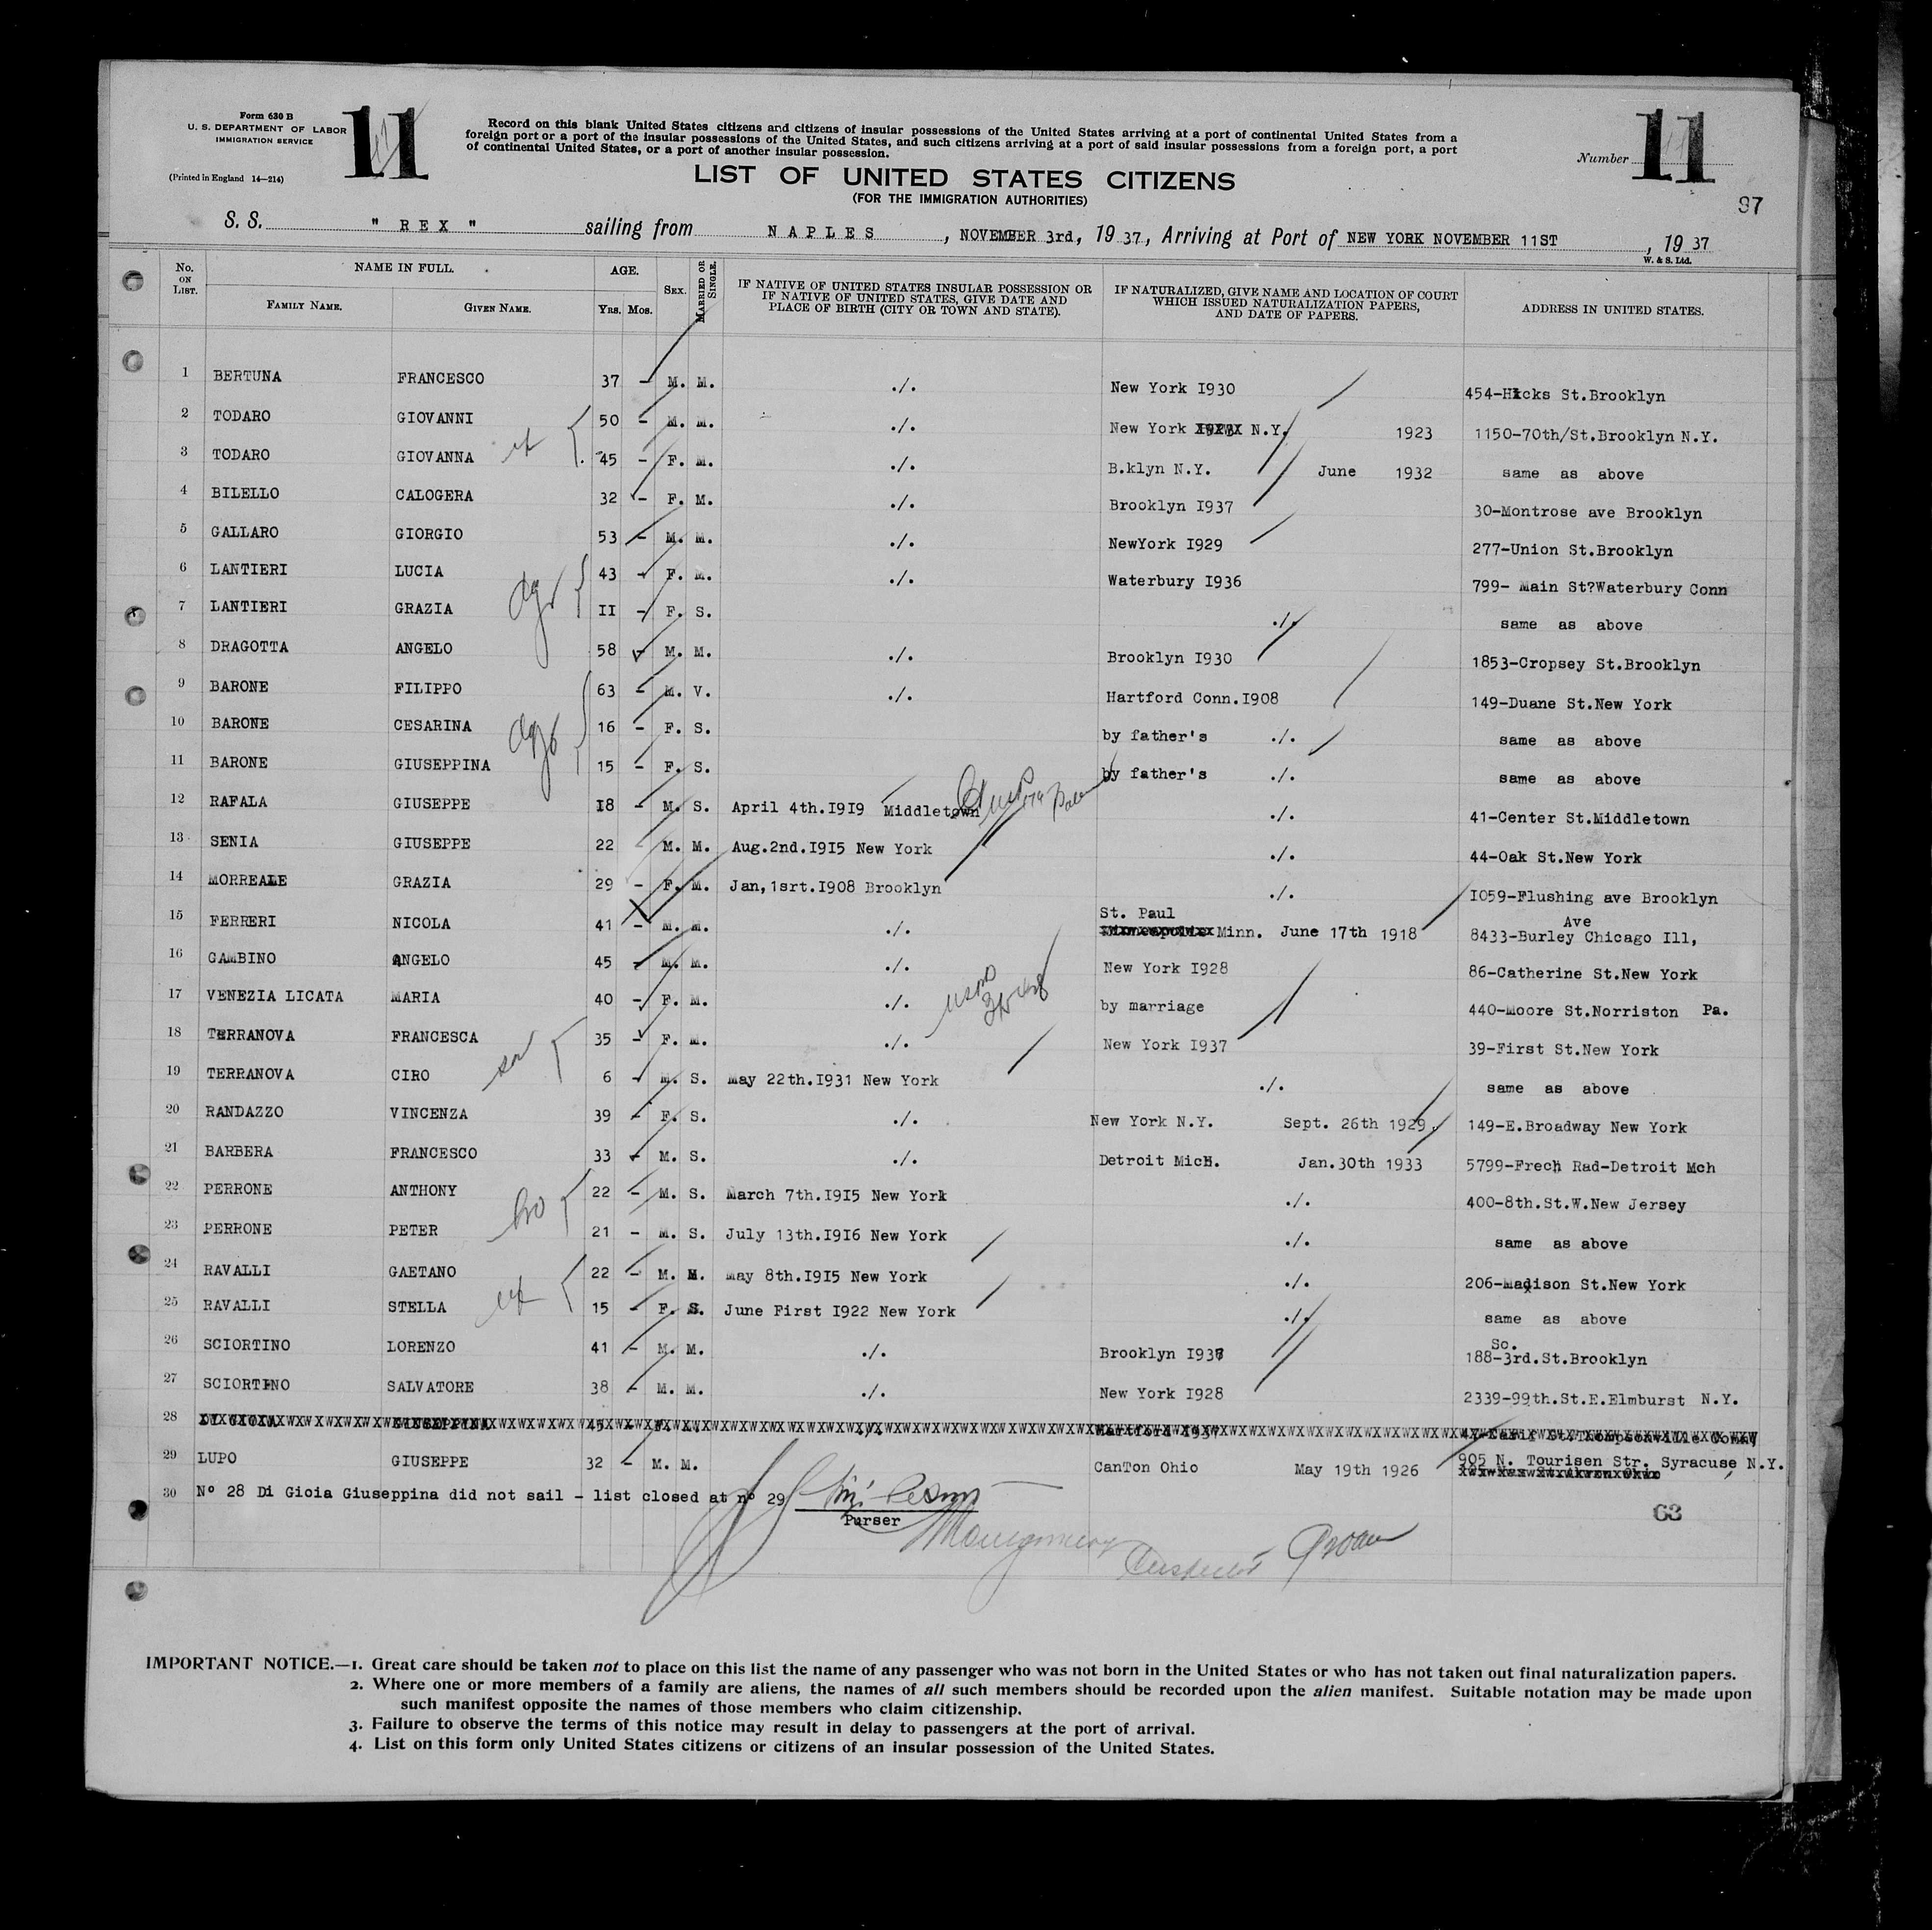 Form 630 B
U. S. DEPARTMENT OF LABOR
IMMIGRATION SERVICE
(Printed in England 14—214)
11
Record on this blank United States citizens and citizens of insular possessions of the United States arriving at a port of continental United States from a
foreign port or a port of the insular possessions of the United States, and such citizens arriving at a port of said insular possessions from a foreign port, a port
of continental United States, or a port of another insular possession.
LIST OF UNITED STATES CITIZENS
(FOR THE IMMIGRATION AUTHORITIES)
Number 11
97
S. S. " R E X " sailing from N A P L E S , NOVEMBER 3rd, 19 37, Arriving at Port of NEW YORK NOVEMBER 11ST , 19 37
W. & S. Ltd.
No. ON LIST. NAME IN FULL. AGE. SEX. MARRIED OR SINGLE. IF NATIVE OF UNITED STATES INSULAR POSSESSION OR IF NATIVE OF UNITED STATES, GIVE DATE AND PLACE OF BIRTH (CITY OR TOWN AND STATE). IF NATURALIZED, GIVE NAME AND LOCATION OF COURT WHICH ISSUED NATURALIZATION PAPERS, AND DATE OF PAPERS. ADDRESS IN UNITED STATES.
FAMILY NAME. GIVEN NAME. YRS. MOS.
1 BERTUNA FRANCESCO 37 - M. M. ./. New York I930 454-Hicks St.Brooklyn
2 TODARO GIOVANNI 50 - M. M. ./. New York N.Y. 1923 1150-70th/St.Brooklyn N.Y.
3 TODARO GIOVANNA 45 - F. M. ./. B.klyn N.Y. June 1932 same as above
4 BILELLO CALOGERA 32 - F. M. ./. Brooklyn I937 30-Montrose ave Brooklyn
5 GALLARO GIORGIO 53 - M. M. ./. NewYork I929 277-Union St.Brooklyn
6 LANTIERI LUCIA 43 - F. M. ./. Waterbury I936 799- Main St?Waterbury Conn
7 LANTIERI GRAZIA II - F. S. ./. same as above
8 DRAGOTTA ANGELO 58 - M. M. ./. Brooklyn I930 1853-Cropsey St.Brooklyn
9 BARONE FILIPPO 63 - M. V. ./. Hartford Conn.I908 149-Duane St.New York
10 BARONE CESARINA 16 - F. S. by father's ./. same as above
11 BARONE GIUSEPPINA 15 - F. S. by father's ./. same as above
12 RAFALA GIUSEPPE I8 - M. S. April 4th.I9I9 Middletown ./. 41-Center St.Middletown
13 SENIA GIUSEPPE 22 M. M. Aug.2nd.I9I5 New York ./. 44-Oak St.New York
14 MORREALE GRAZIA 29 - F. M. Jan,1srt.I908 Brooklyn ./. I059-Flushing ave Brooklyn
15 FERRERI NICOLA 41 - M. M. ./. St. Paul Minn. June 17th 1918 8433-Burley Ave Chicago Ill,
16 GAMBINO ANGELO 45 - M. M. ./. New York I928 86-Catherine St.New York
17 VENEZIA LICATA MARIA 40 - F. M. ./. by marriage 440-Moore St.Norriston Pa.
18 TERRANOVA FRANCESCA 35 - F. M. ./. New York I937 39-First St.New York
19 TERRANOVA CIRO 6 - M. S. May 22th.I931 New York ./. same as above
20 RANDAZZO VINCENZA 39 - F. S. ./. New York N.Y. Sept. 26th 1929. 149-E.Broadway New York
21 BARBERA FRANCESCO 33 - M. S. ./. Detroit Mich. Jan.30th 1933 5799-Frech Rad-Detroit Mch
22 PERRONE ANTHONY 22 - M. S. March 7th.I9I5 New York ./. 400-8th.St.W.New Jersey
23 PERRONE PETER 21 - M. S. July 13th.I9I6 New York ./. same as above
24 RAVALLI GAETANO 22 - M. M. May 8th.I9I5 New York ./. 206-Madison St.New York
25 RAVALLI STELLA 15 - F. S. June First I922 New York ./. same as above
26 SCIORTINO LORENZO 41 - M. M. ./. Brooklyn I937 188-So. 3rd.St.Brooklyn
27 SCIORTINO SALVATORE 38 - M. M. ./. New York I928 2339-99th.St.E.Elmburst N.Y.
28 DI GIOIA GIUSEPPINA 45 - F. Hartford I937
29 LUPO GIUSEPPE 32 - M. M. CanTon Ohio May 19th 1926 905 N. Tourisen Str. Syracuse N.Y.
30 Nº 28 Di Gioia Giuseppina did not sail - list closed at nº 29
Purser
Montgomery
63
IMPORTANT NOTICE.—1. Great care should be taken not to place on this list the name of any passenger who was not born in the United States or who has not taken out final naturalization papers.
2. Where one or more members of a family are aliens, the names of all such members should be recorded upon the alien manifest. Suitable notation may be made upon
such manifest opposite the names of those members who claim citizenship.
3. Failure to observe the terms of this notice may result in delay to passengers at the port of arrival.
4. List on this form only United States citizens or citizens of an insular possession of the United States.